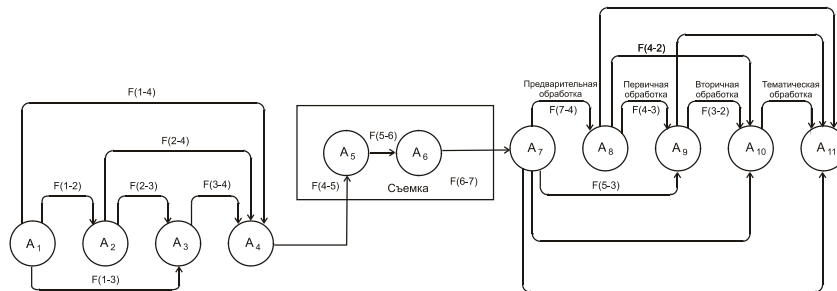 F(1-4)
F(2-4)
F(1-2)
F(2-3)
F(3-4)
A1
A2
A3
A4
F(1-3)
F(4-5)
A5
F(5-6)
A6
Съемка
F(6-7)
F(4-2)
Предварительная
обработка
Первичная
обработка
Вторичная
обработка
Тематическая
обработка
F(7-4)
F(4-3)
F(3-2)
A7
A8
A9
A10
A11
F(5-3)